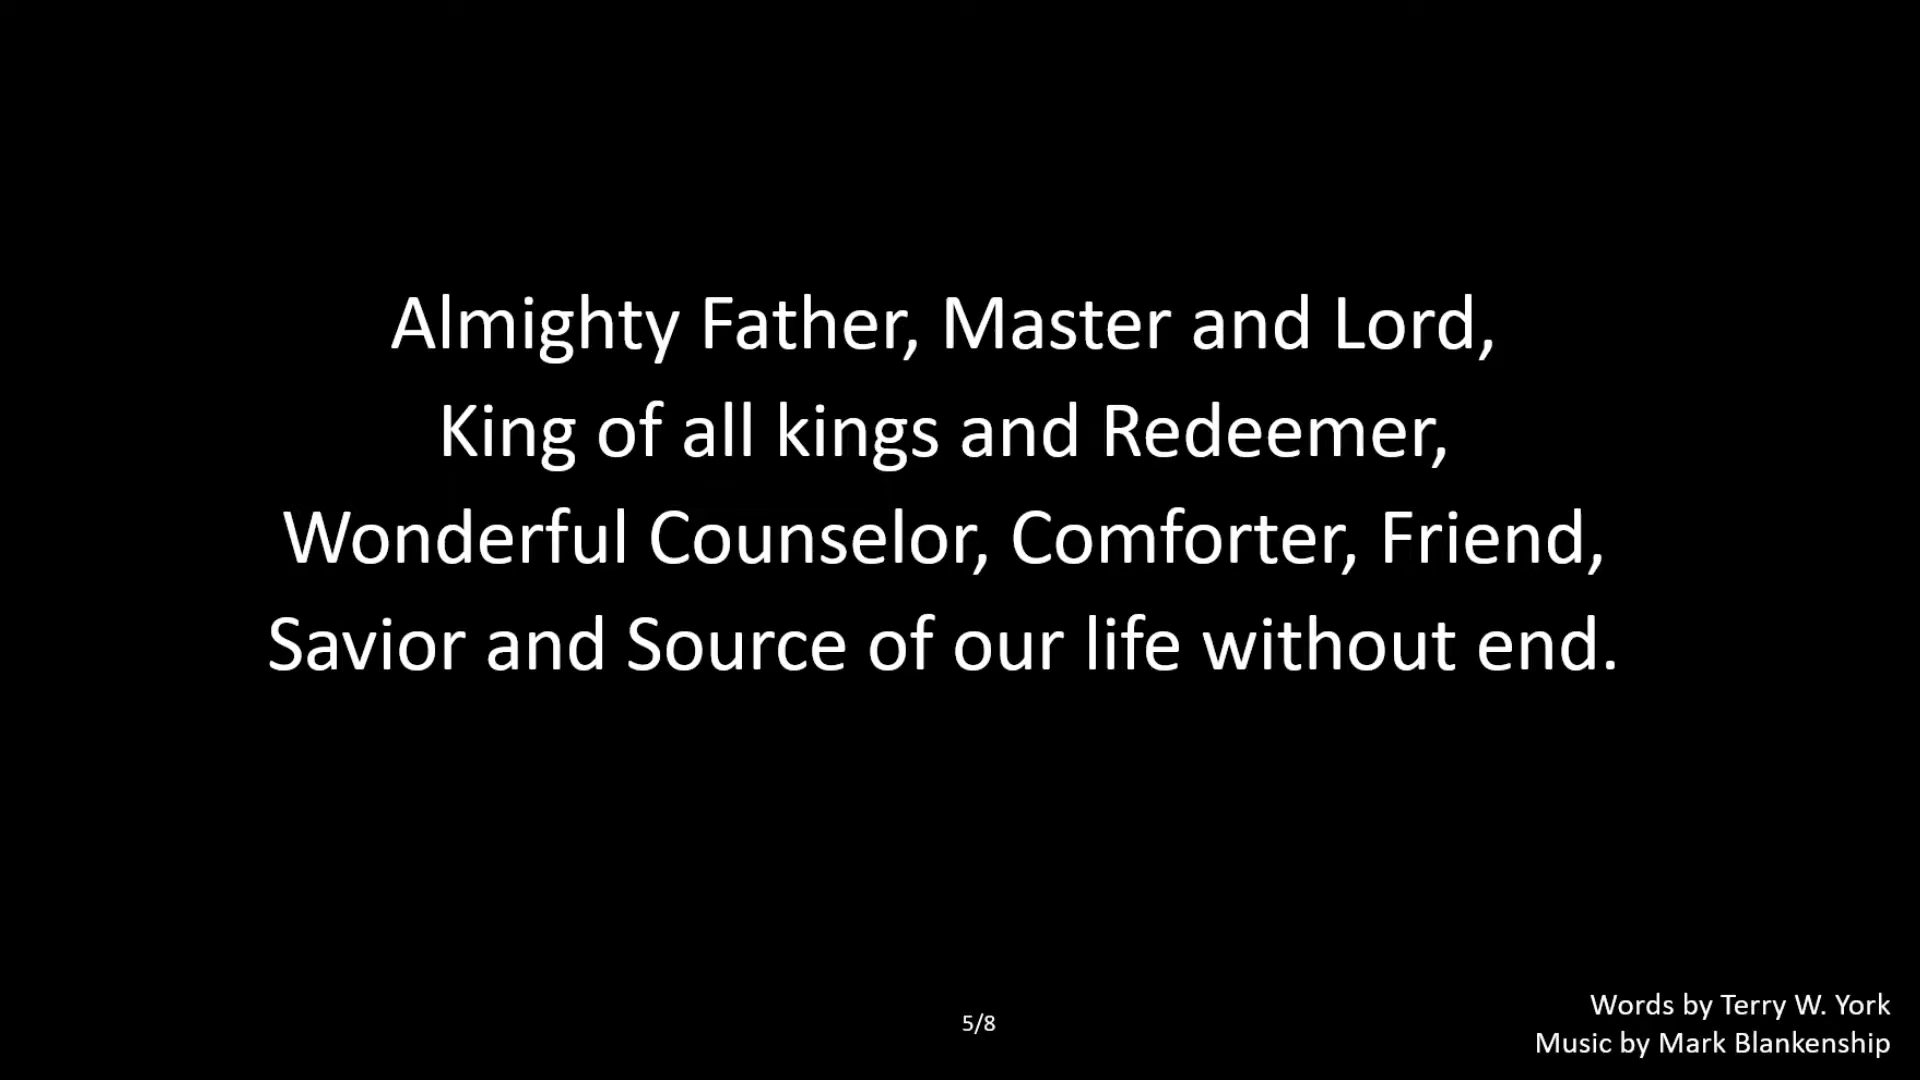 Almighty Father, Master and Lord,
King of all kings and Redeemer,
Wonderful Counselor, Comforter, Friend,
Savior and Source of our life without end.
5/8
Words by Terry W. York
Music by Mark Blankenship